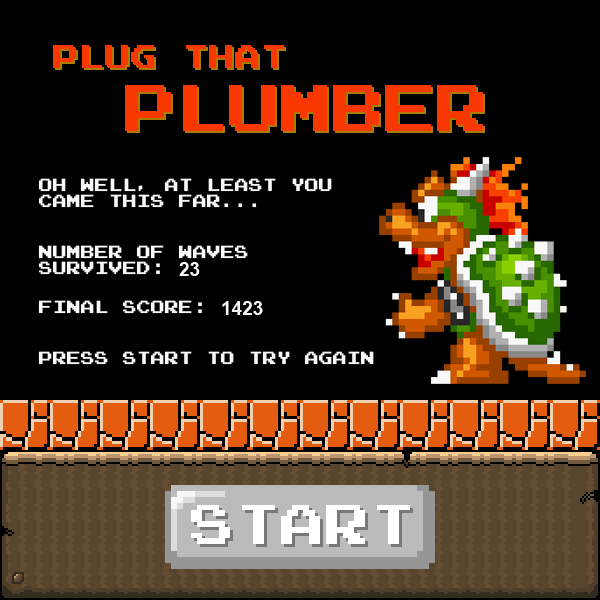 PLUG THAT
PLUMBER
OH WELL, AT LEAST YOU
CAME THIS FAR...
NUMBER OF WAVES
SURVIVED: 23
FINAL SCORE: 1423
PRESS START TO TRY AGAIN
START